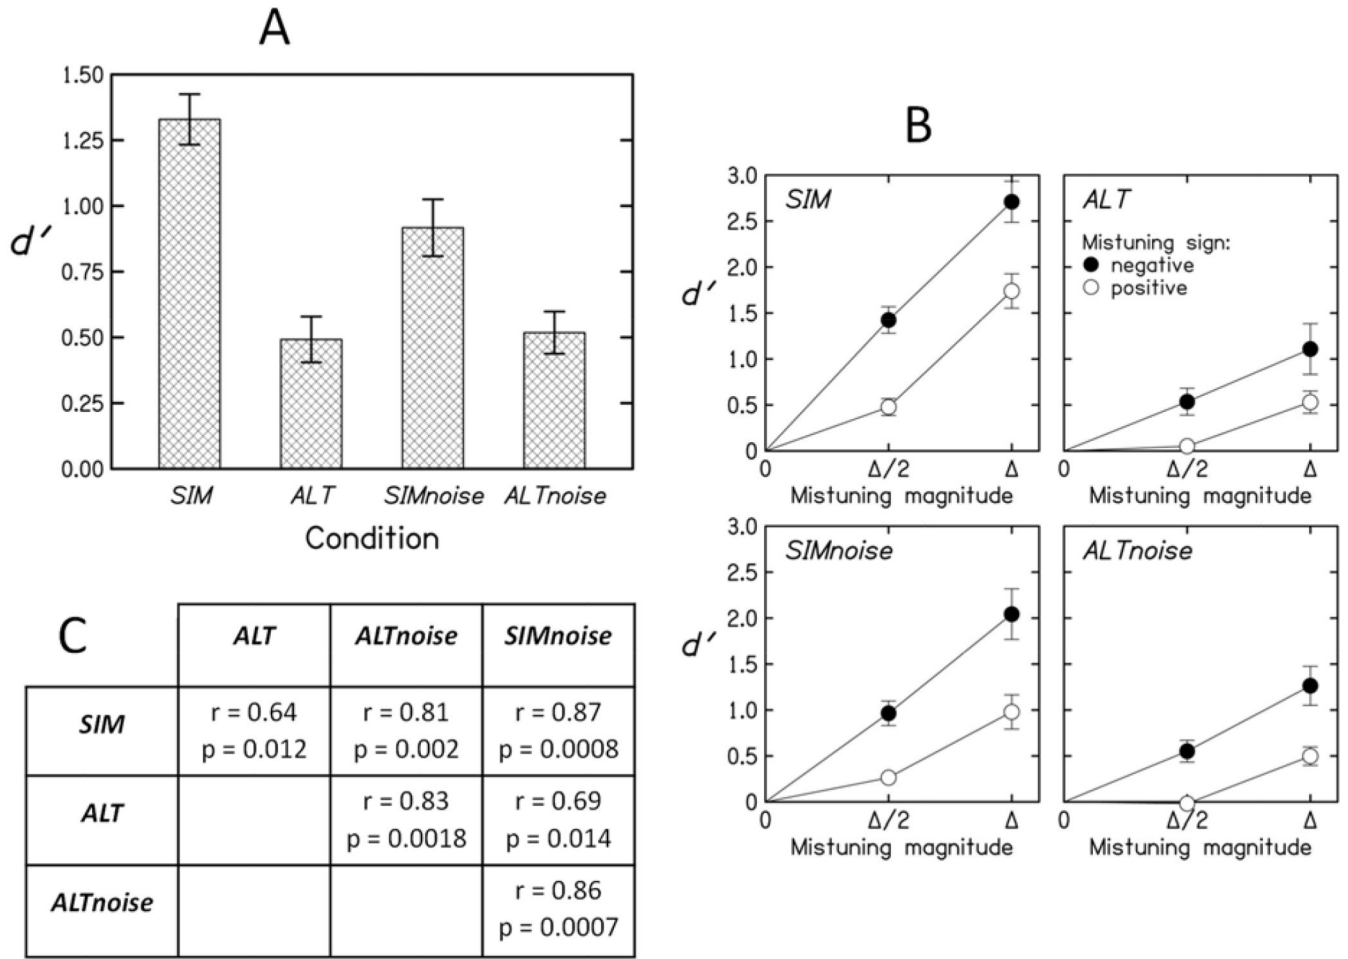 A
1.50
1.25
1.00
0.75
0.50
0.25
0.00
d′
SIM ALT SIMnoise ALTnoise
Condition
B
3.0
2.5
2.0
1.5
1.0
0.5
0
d′
SIM
0 Δ/2 Δ
Mistuning magnitude
ALT
Mistuning sign:
negative
positive
0 Δ/2 Δ
Mistuning magnitude
3.0
2.5
2.0
1.5
1.0
0.5
0
d′
SIMnoise
0 Δ/2 Δ
Mistuning magnitude
ALTnoise
0 Δ/2 Δ
Mistuning magnitude
C
ALT ALTnoise SIMnoise
SIM
r = 0.64 r = 0.81 r = 0.87
p = 0.012 p = 0.002 p = 0.0008
ALT
r = 0.83 r = 0.69
p = 0.0018 p = 0.014
ALTnoise
r = 0.86
p = 0.0007